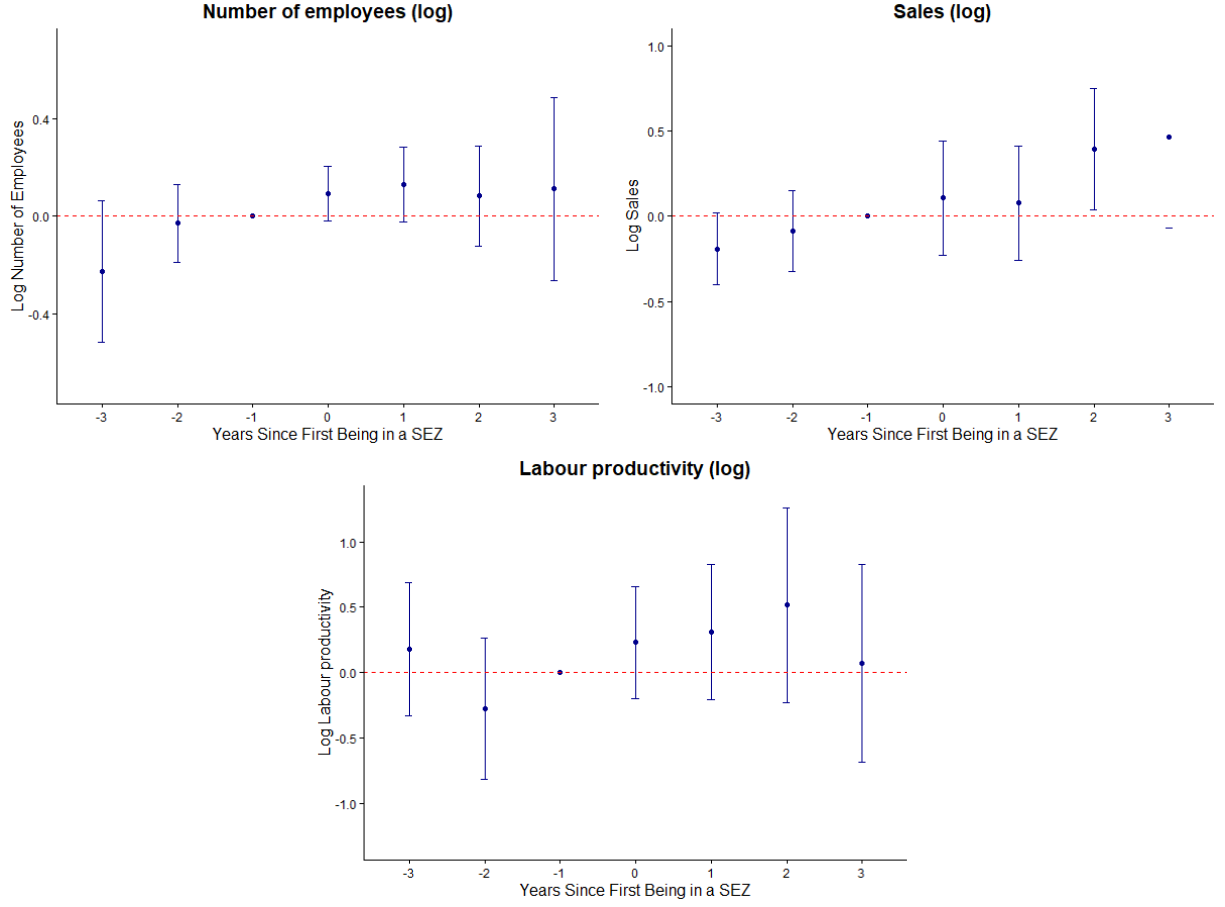 Number of employees (log)
Log Number of Employees
0.4
0.0
-0.4
-3 -2 -1 0 1 2 3
Years Since First Being in a SEZ
Sales (log)
Log Sales
1.0
0.5
0.0
-0.5
-1.0
-3 -2 -1 0 1 2 3
Years Since First Being in a SEZ
Labour productivity (log)
Log Labour productivity
1.0
0.5
0.0
-0.5
-1.0
-3 -2 -1 0 1 2 3
Years Since First Being in a SEZ